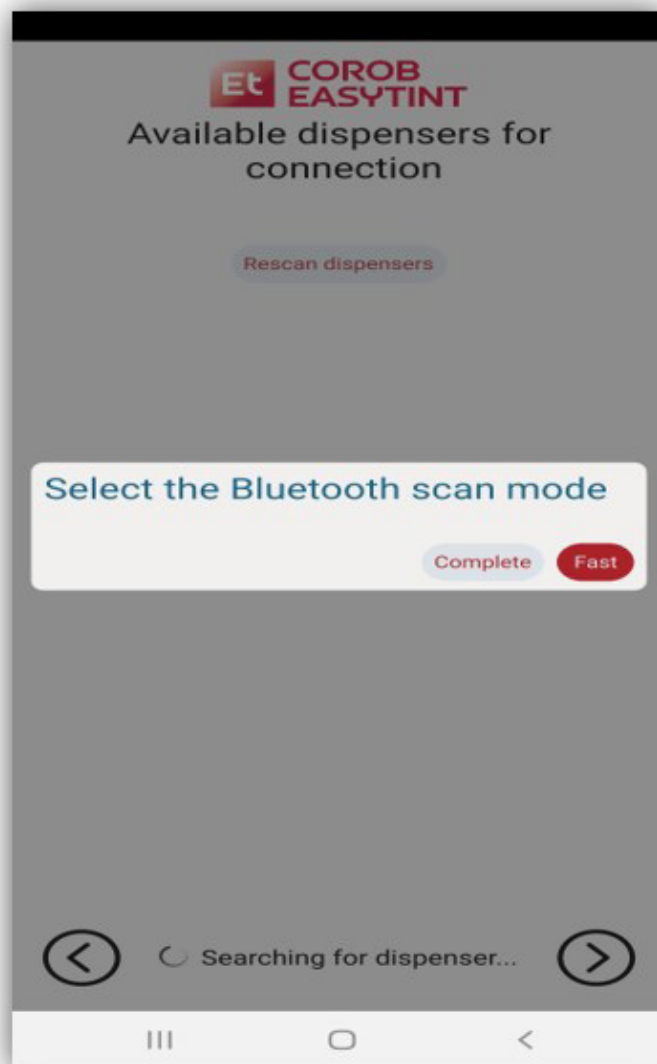 Et COROB
EASYTINT
Available dispensers for
connection
Rescan dispensers
Select the Bluetooth scan mode
Complete Fast
Searching for dispenser...